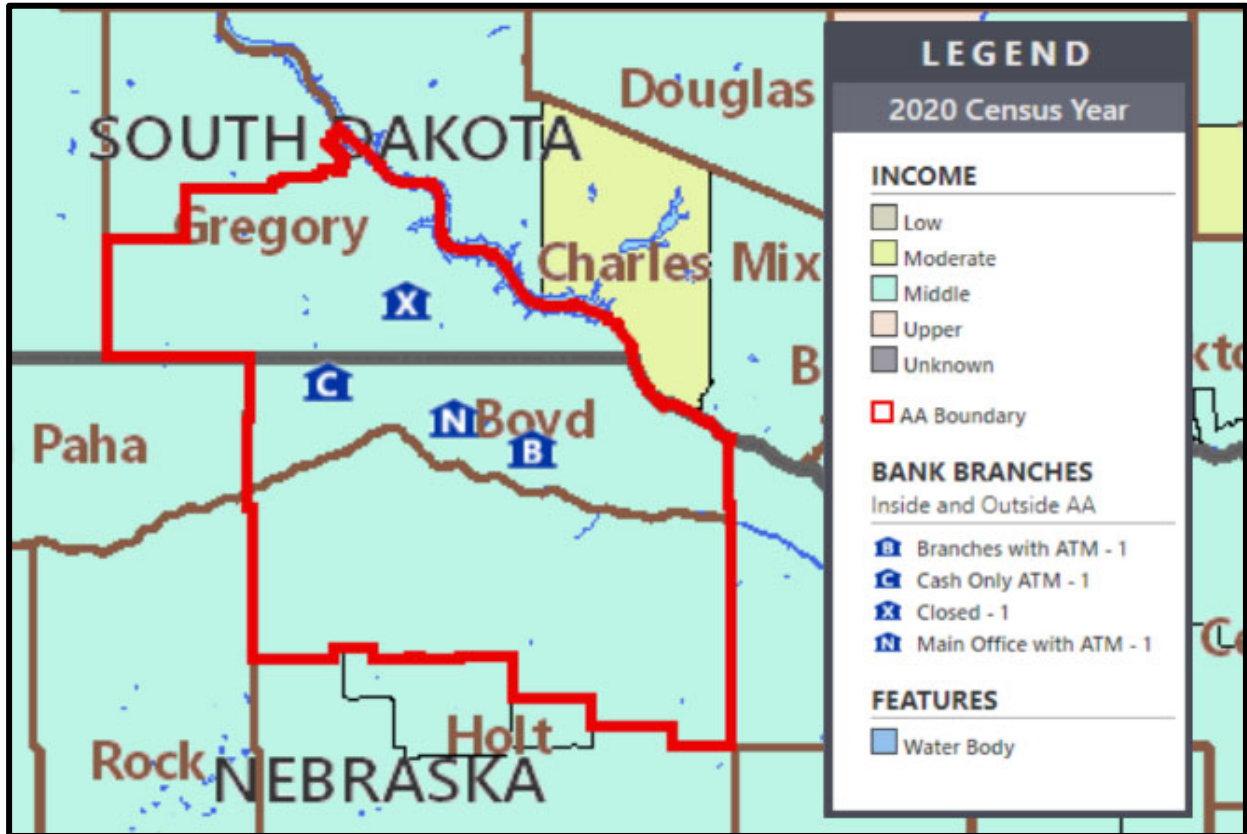 Douglas
SOUTH DAKOTA
Gregory
Charles Mix
X
C
N Boyd
B
B
Paha
Holt
Rock
NEBRASKA
LEGEND
2020 Census Year
INCOME
Low
Moderate
Middle
Upper
Unknown
AA Boundary
BANK BRANCHES
Inside and Outside AA
B Branches with ATM - 1
C Cash Only ATM - 1
X Closed - 1
N Main Office with ATM - 1
FEATURES
Water Body
kto
Ce